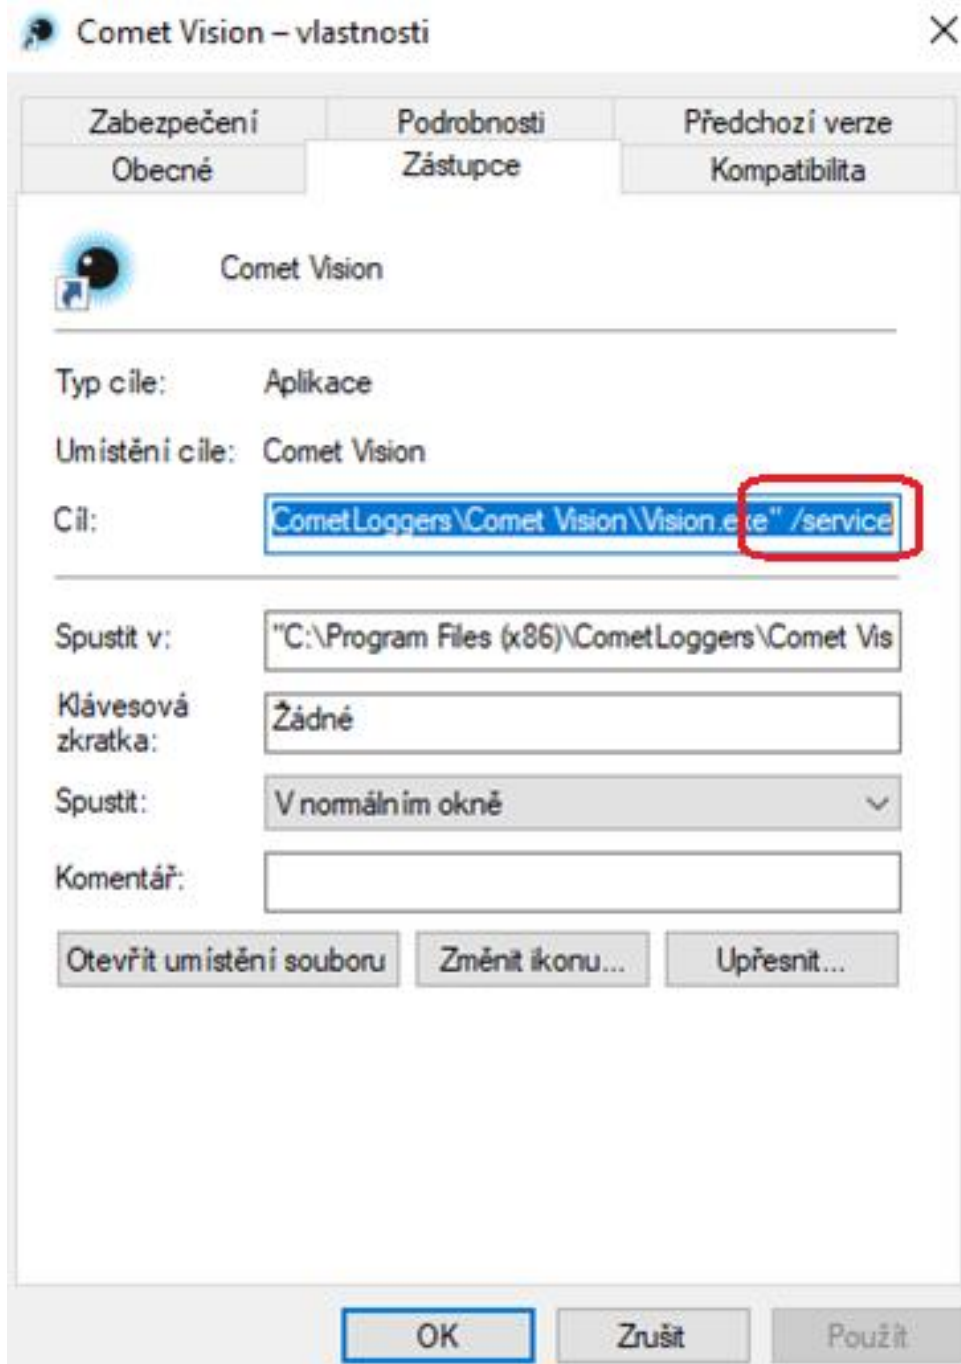 Comet Vision – vlastnosti
Zabezpečení Podrobnosti Předchozí verze
Obecné Zástupce Kompatibilita
Comet Vision
Typ cíle: Aplikace
Umístění cíle: Comet Vision
Cíl: CometLoggers\Comet Vision\Vision.exe" /service
Spustit v: "C:\Program Files (x86)\CometLoggers\Comet Vis
Klávesová
zkratka: Žádné
Spustit: V normálním okně
Komentář:
Otevřít umístění souboru Změnit ikonu... Upřesnit...
OK Zrušit Použít